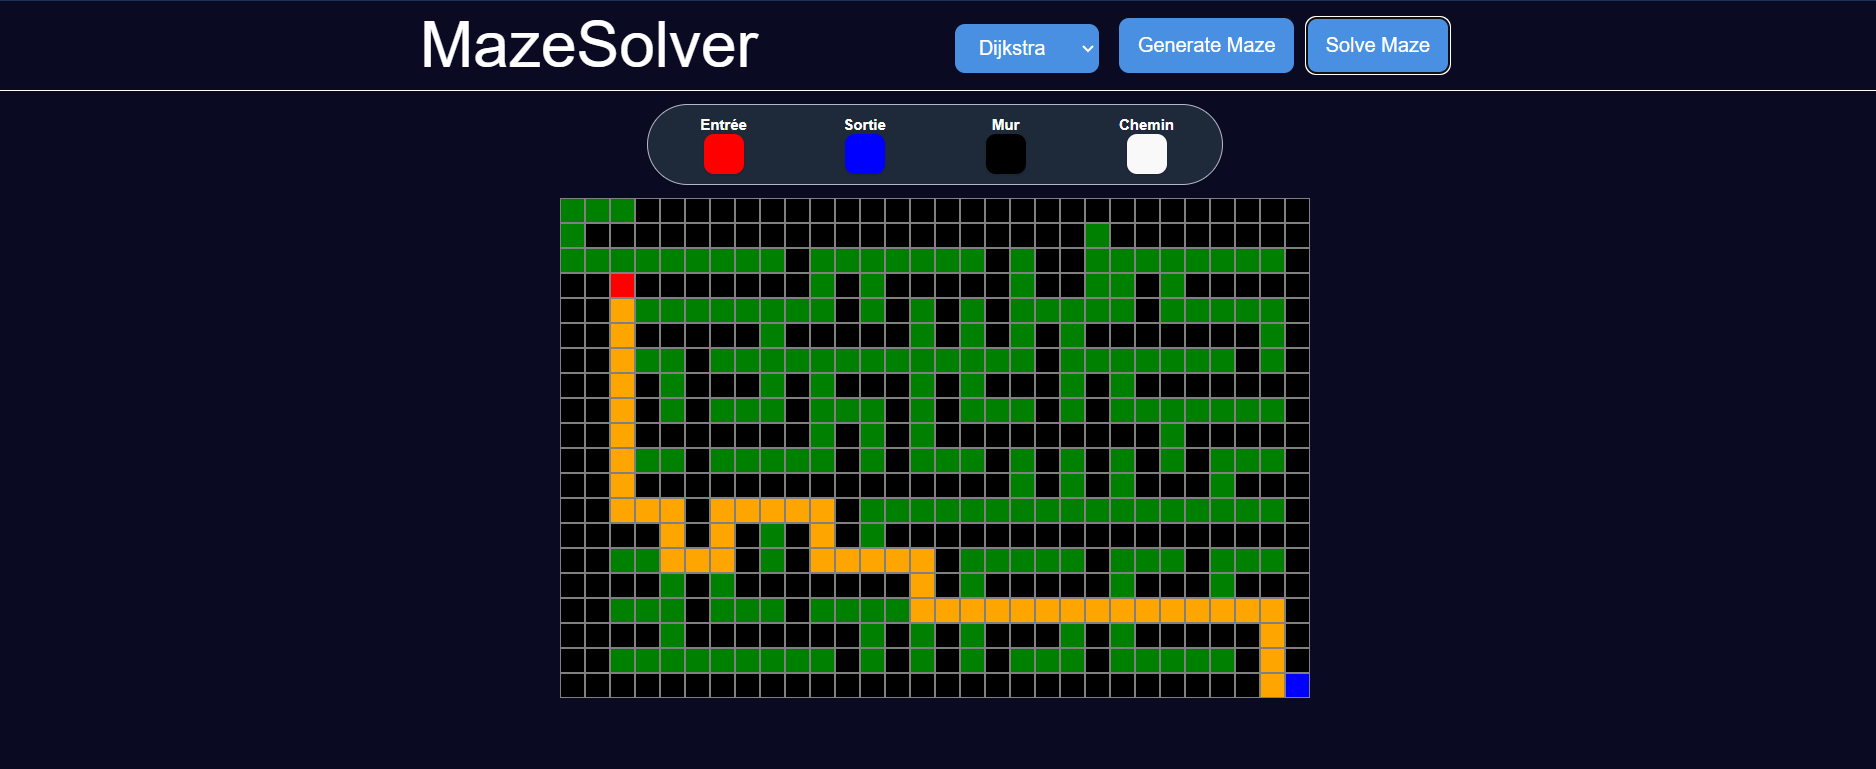 MazeSolver
Dijkstra
Generate Maze
Solve Maze
Entrée
Sortie
Mur
Chemin